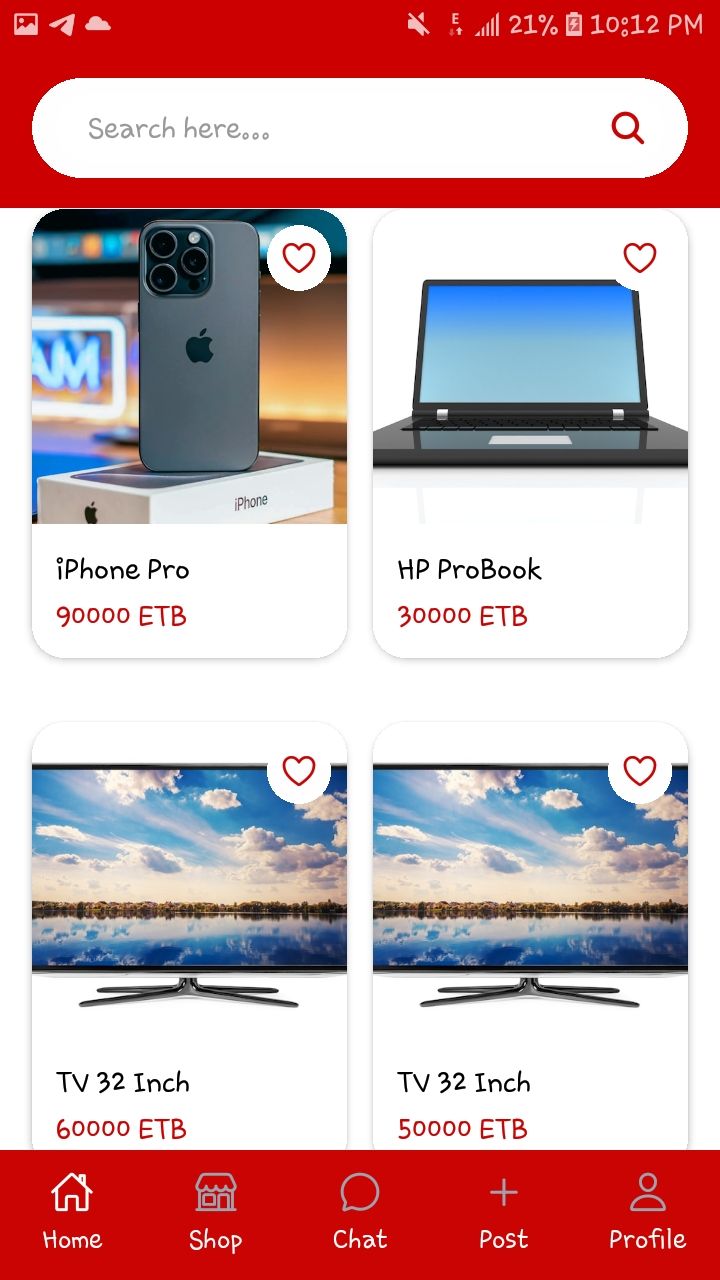 E 21% 10:12 PM
Search here...
AM
iPhone
iPhone Pro
90000 ETB
HP ProBook
30000 ETB
TV 32 Inch
60000 ETB
TV 32 Inch
50000 ETB
Home
Shop
Chat
Post
Profile